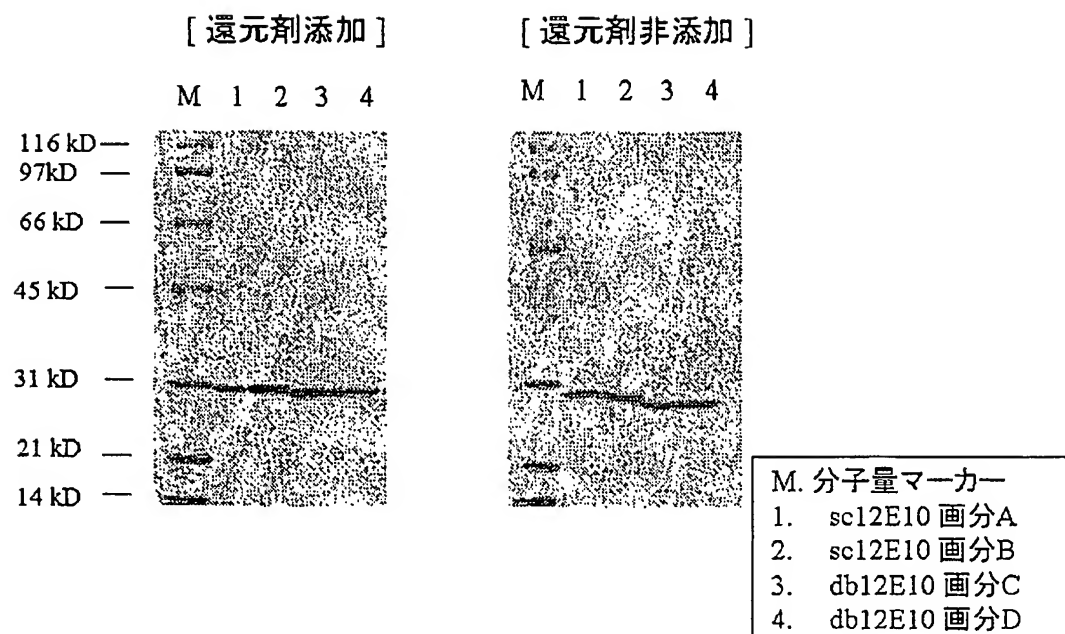 [ 還元剤添加 ]
[ 還元剤非添加 ]
M 1 2 3 4
M 1 2 3 4
116 kD
97kD
66 kD
45 kD
31 kD
21 kD
14 kD
M. 分子量マーカー
1. sc12E10 画分A
2. sc12E10 画分B
3. db12E10 画分C
4. db12E10 画分D